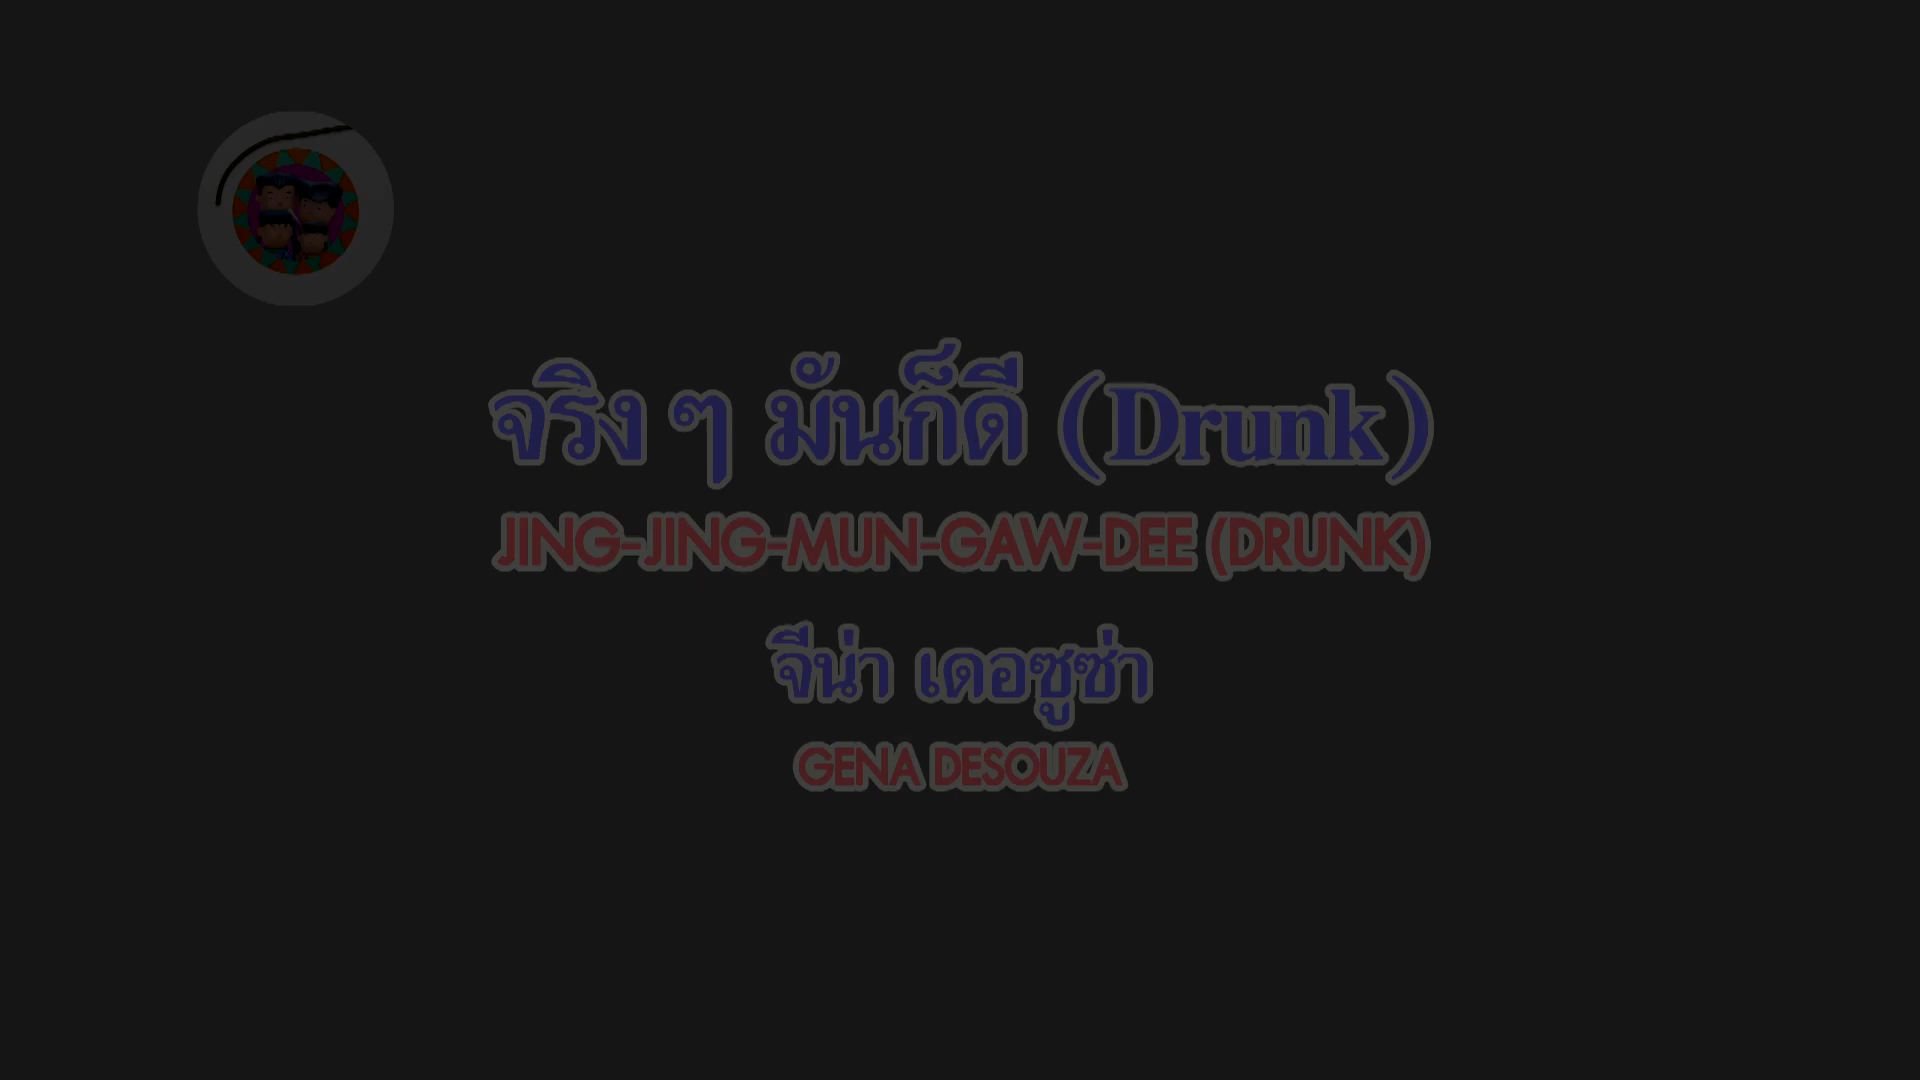 จริง ๆ มันก็ดี (Drunk)
JING-JING-MUN-GAW-DEE (DRUNK)
จีน่า เดอซูซ่า
GENA DESOUZA